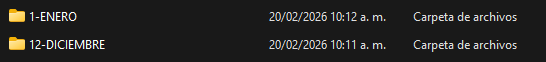 1-ENERO 20/02/2026 10:12 a. m. Carpeta de archivos
12-DICIEMBRE 20/02/2026 10:11 a. m. Carpeta de archivos